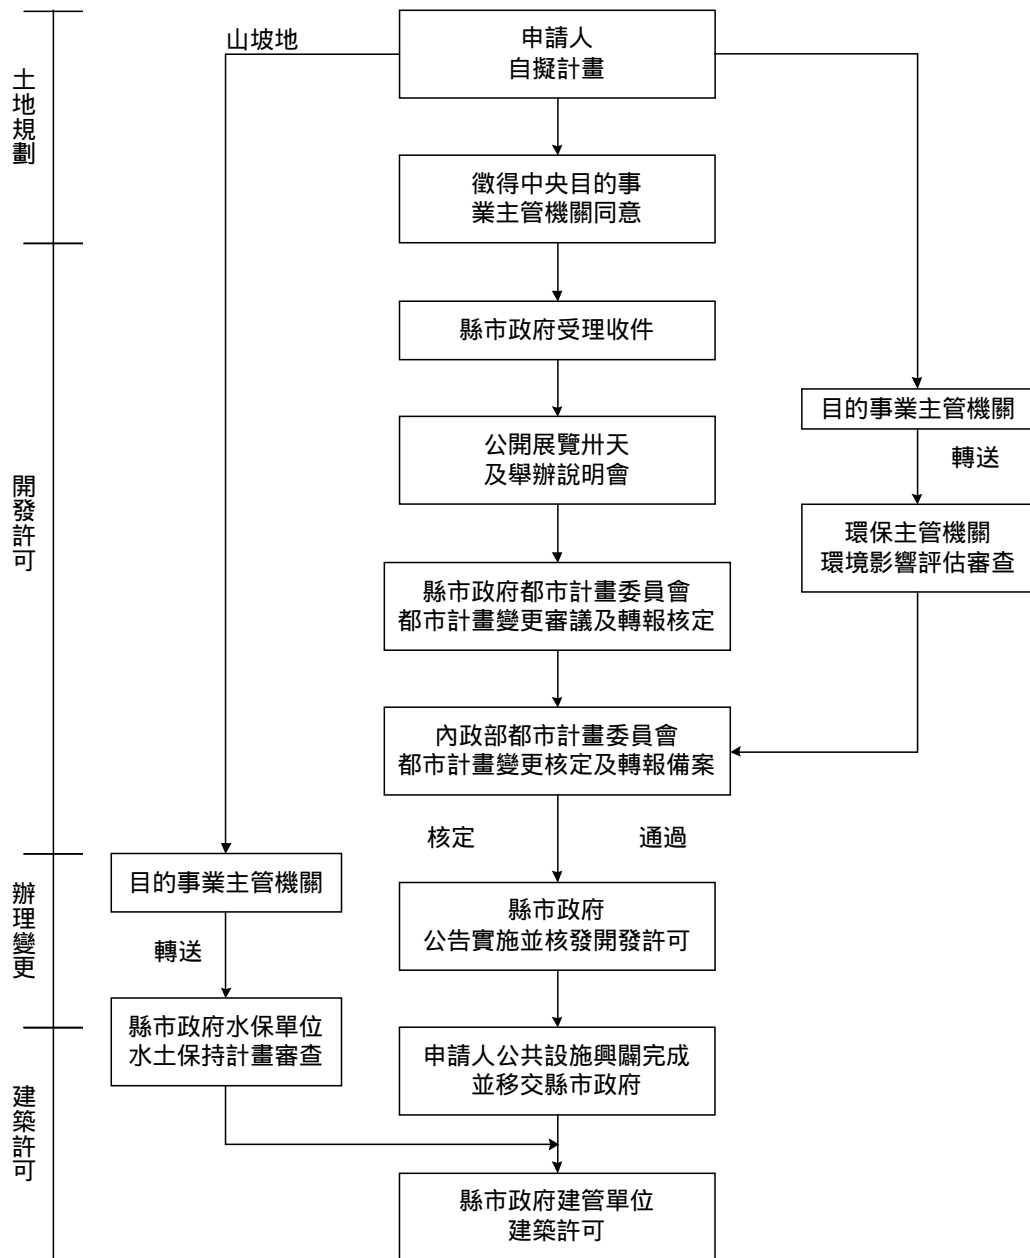 土地規劃
開發許可
辦理變更
建築許可
山坡地
申請人
自擬計畫
徵得中央目的事
業主管機關同意
縣市政府受理收件
公開展覽卅天
及舉辦說明會
縣市政府都市計畫委員會
都市計畫變更審議及轉報核定
內政部都市計畫委員會
都市計畫變更核定及轉報備案
核定
通過
縣市政府
公告實施並核發開發許可
申請人公共設施興闢完成
並移交縣市政府
縣市政府建管單位
建築許可
目的事業主管機關
轉送
環保主管機關
環境影響評估審查
目的事業主管機關
轉送
縣市政府水保單位
水土保持計畫審查